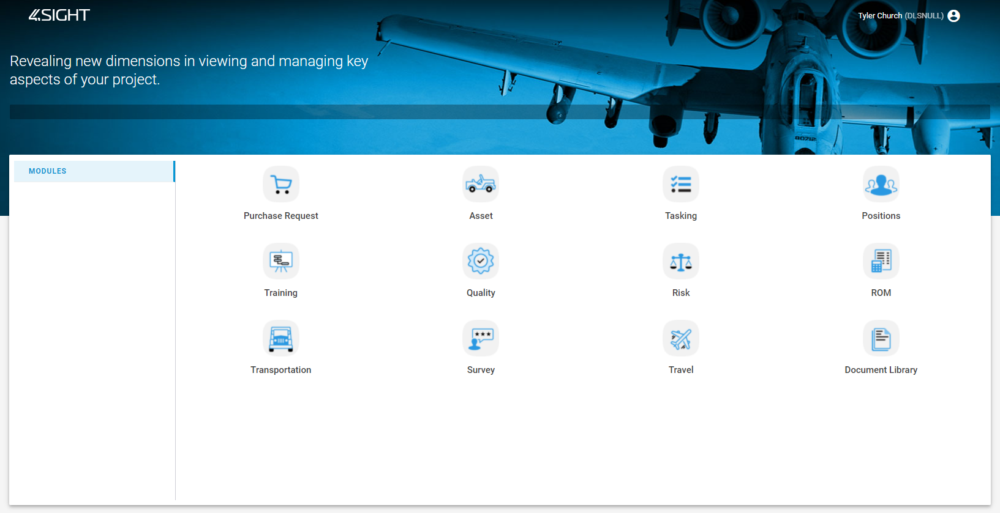 4SIGHT
Tyler Church (DLSNULL)
Revealing new dimensions in viewing and managing key
aspects of your project.
80712
MODULES
Purchase Request
Asset
Tasking
Positions
Training
Quality
Risk
ROM
Transportation
Survey
Travel
Document Library